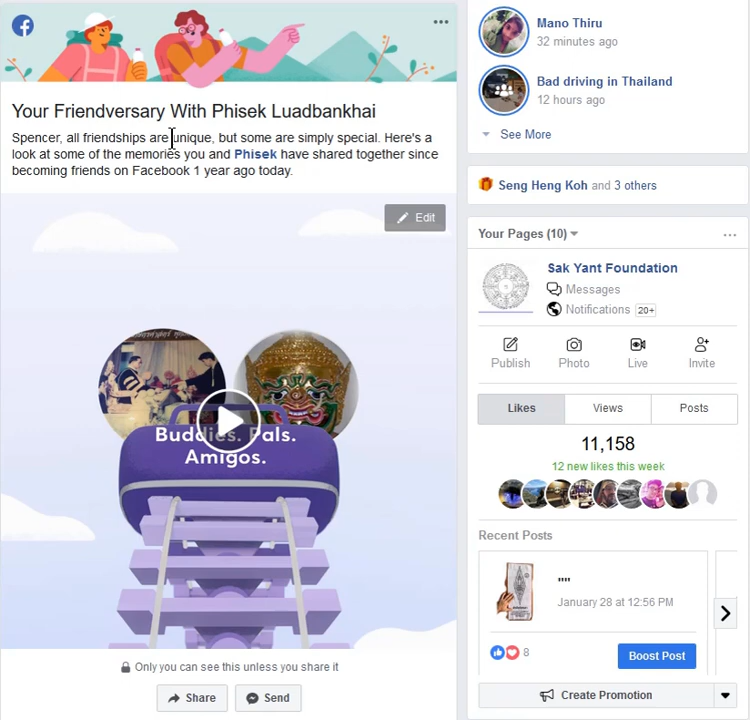 Your Friendversary With Phisek Luadbankhai
Spencer, all friendships are unique, but some are simply special. Here's a
look at some of the memories you and Phisek have shared together since
becoming friends on Facebook 1 year ago today.
Edit
Buddies. Pals.
Amigos.
Only you can see this unless you share it
Share
Send
Mano Thiru
32 minutes ago
Bad driving in Thailand
12 hours ago
See More
Seng Heng Koh and 3 others
Your Pages (10)
Sak Yant Foundation
Messages
Notifications 20+
Publish
Photo
Live
Invite
Likes
Views
Posts
11,158
12 new likes this week
Recent Posts
""
January 28 at 12:56 PM
8
Boost Post
Create Promotion